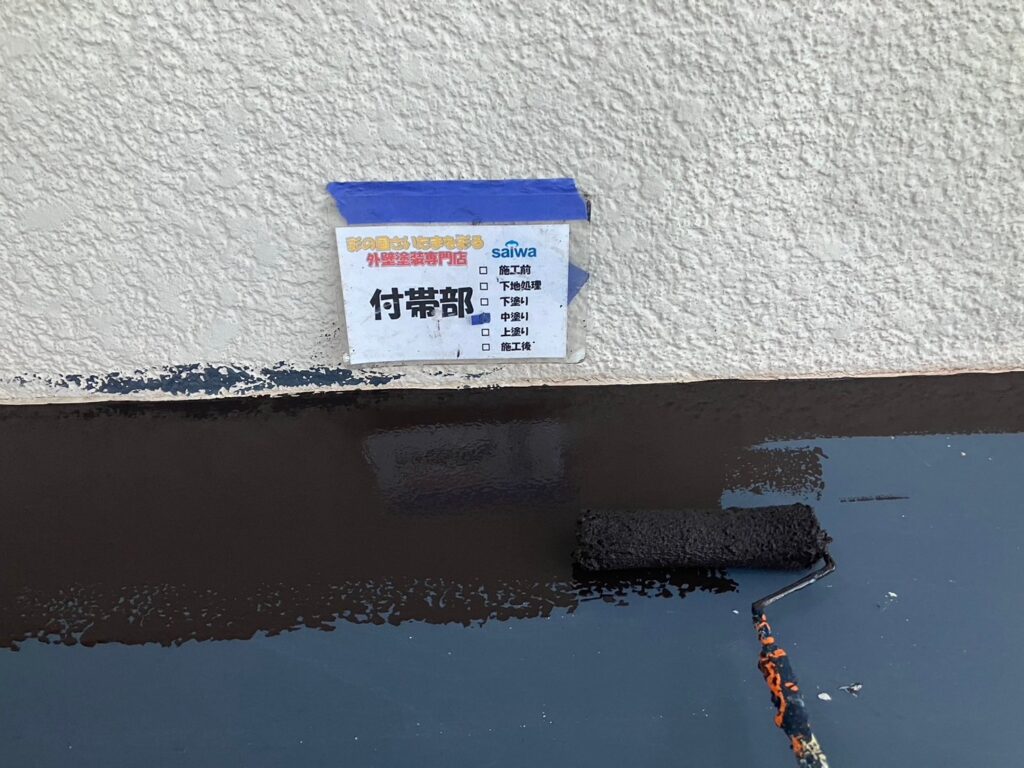 彩の国さいたまを彩る
外壁塗装専門店
saiwa
付帯部
□ 施工前
□ 下地処理
□ 下塗り
中塗り
□ 上塗り
□ 施工後